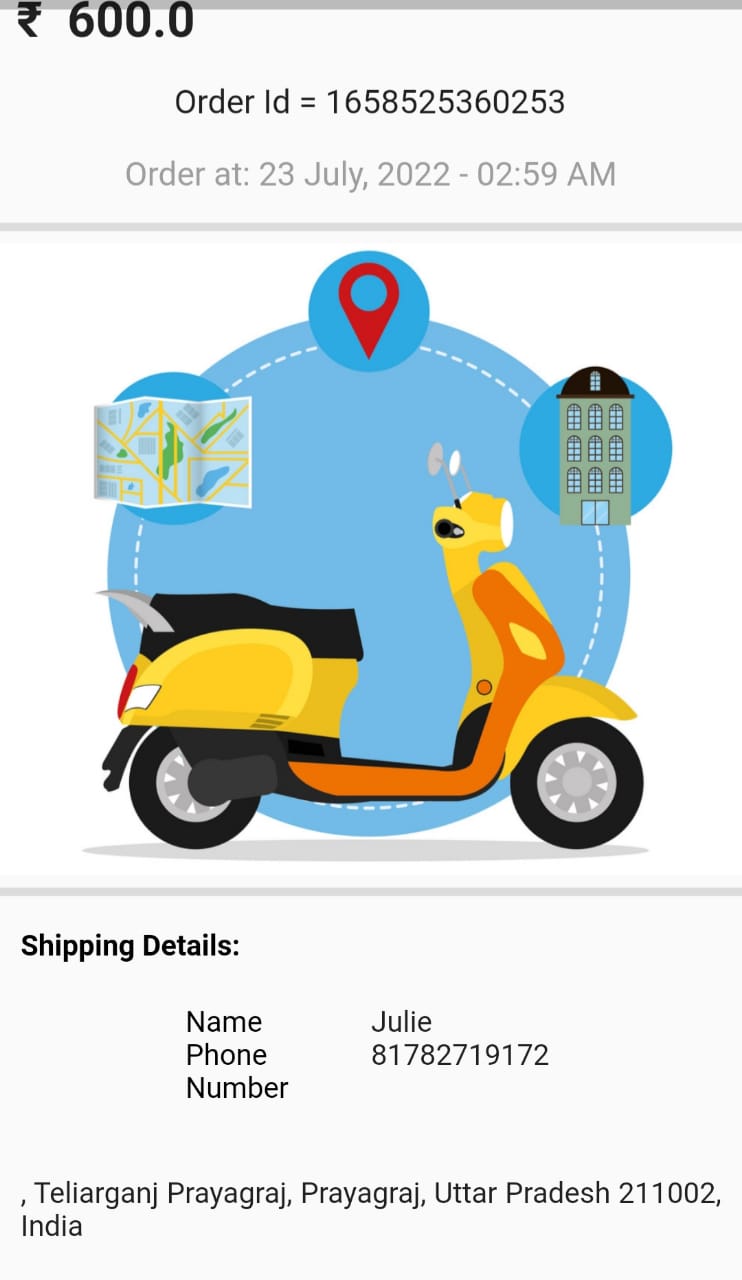 ₹ 600.0
Order Id = 1658525360253
Order at: 23 July, 2022 - 02:59 AM
Shipping Details:
Name Julie
Phone 81782719172
Number
, Teliarganj Prayagraj, Prayagraj, Uttar Pradesh 211002,
India